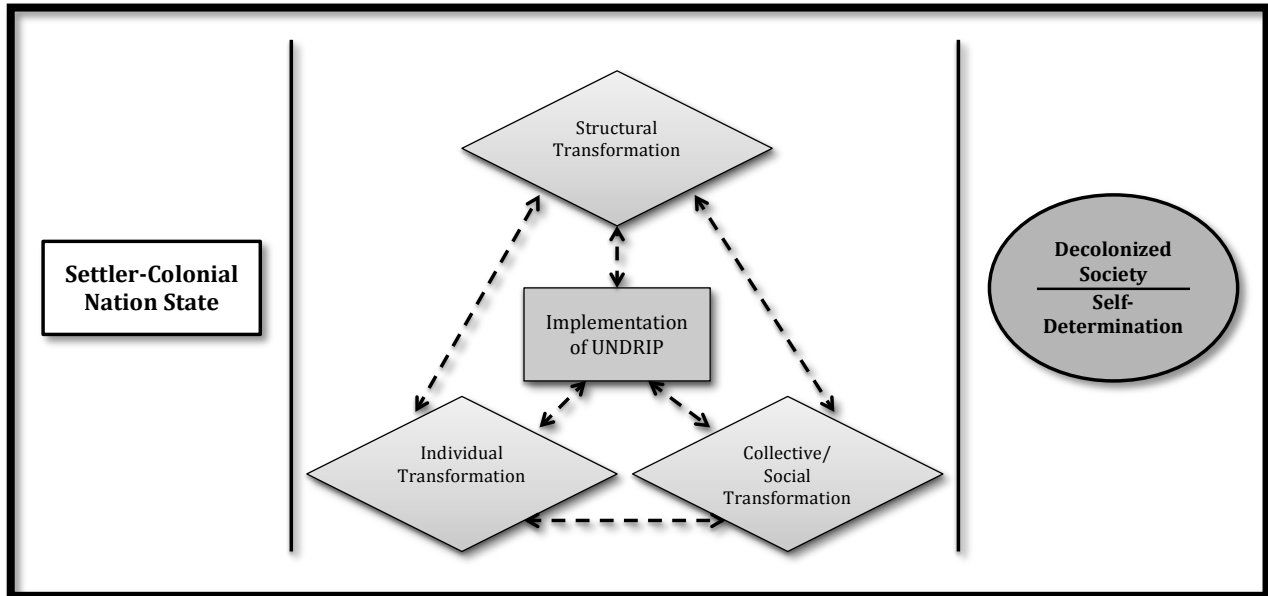 Structural
Transformation
Settler-Colonial
Nation State
Implementation
of UNDRIP
Decolonized
Society
Self-
Determination
Individual
Transformation
Collective/
Social
Transformation